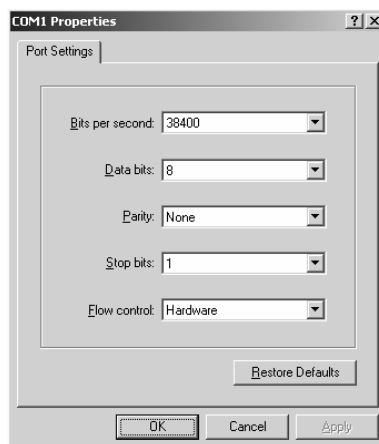 COM1 Properties
Port Settings
Bits per second: 38400
Data bits: 8
Parity: None
Stop bits: 1
Flow control: Hardware
Restore Defaults
OK Cancel Apply